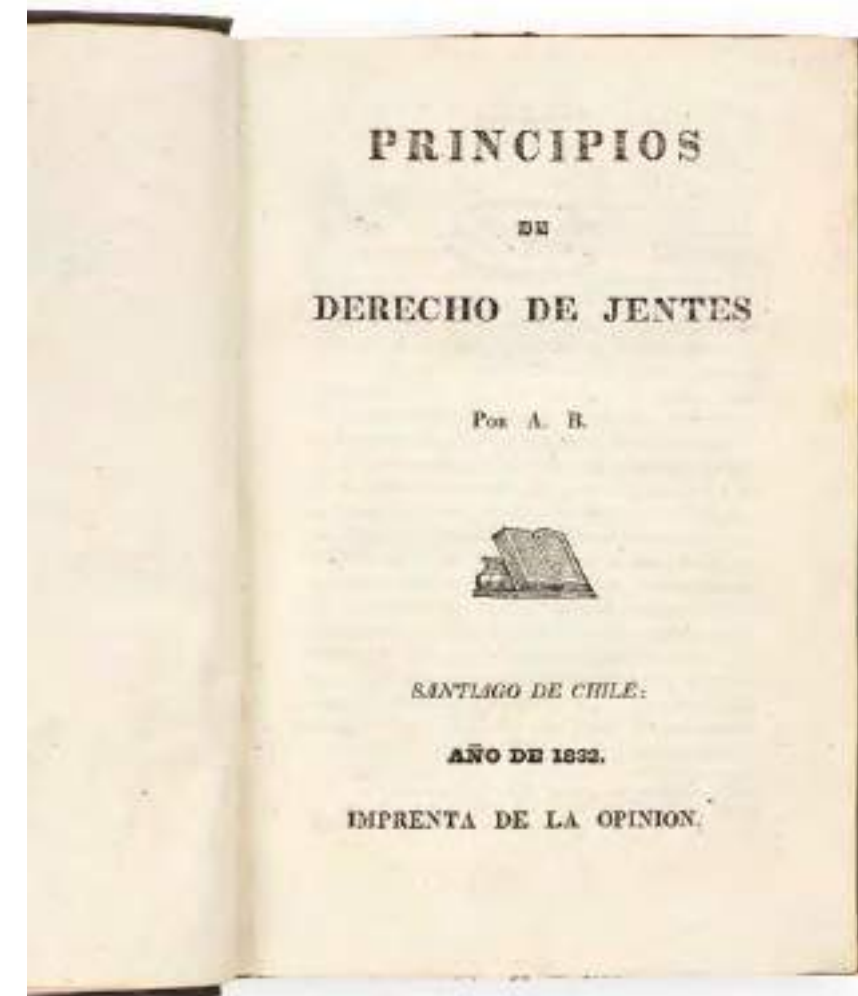 PRINCIPIOS
DE
DERECHO DE JENTES
POR A. B.
SANTIAGO DE CHILE:
AÑO DE 1832.
IMPRENTA DE LA OPINION.